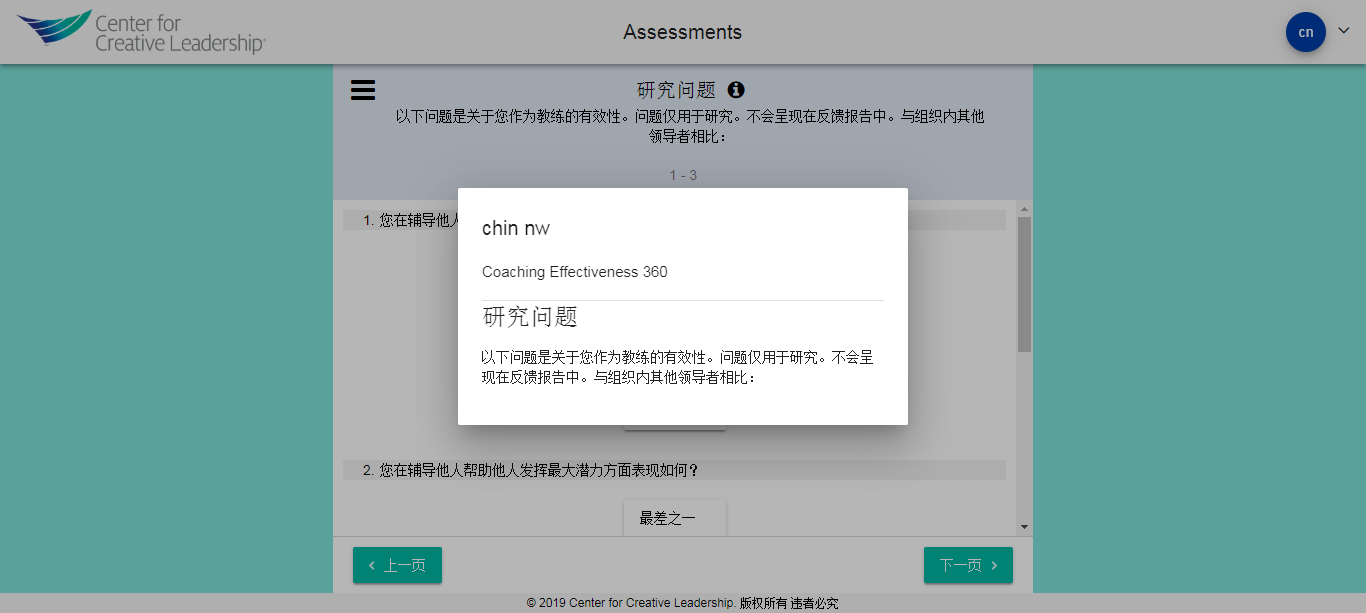 Center for
Creative Leadership
Assessments
cn
研究问题
以下问题是关于您作为教练的有效性。问题仅用于研究。不会呈现在反馈报告中。与组织内其他
领导者相比：
1 - 3
1. 您在辅导他人
chin nw
Coaching Effectiveness 360
研究问题
以下问题是关于您作为教练的有效性。问题仅用于研究。不会呈
现在反馈报告中。与组织内其他领导者相比：
2. 您在辅导他人帮助他人发挥最大潜力方面表现如何？
最差之一
上一页
下一页
© 2019 Center for Creative Leadership. 版权所有 违者必究